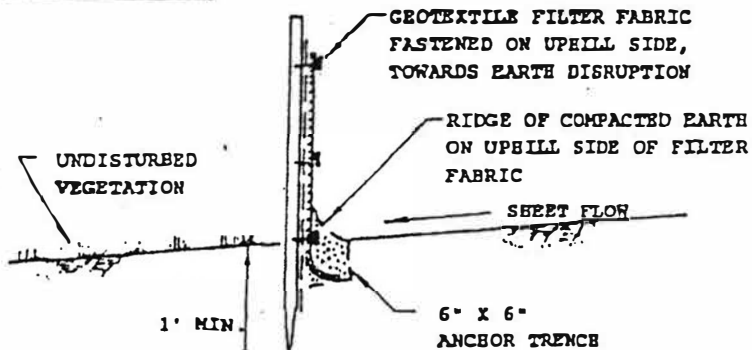 GEOTEXTILE FILTER FABRIC
FASTENED ON UPHILL SIDE,
TOWARDS EARTH DISRUPTION
RIDGE OF COMPACTED EARTH
ON UPHILL SIDE OF FILTER
FABRIC
UNDISTURBED
VEGETATION
SHEET FLOW
6" X 6"
ANCHOR TRENCH
1' MIN.